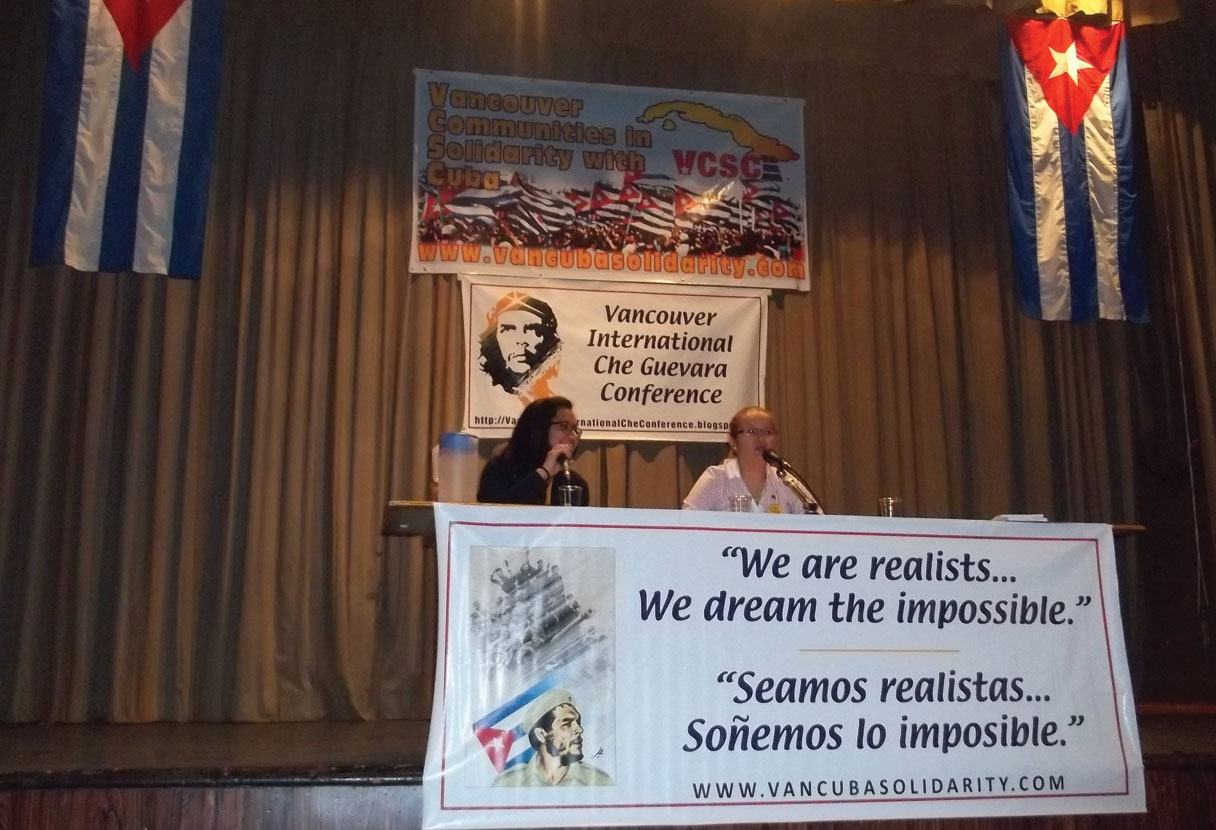 Vancouver
Communities in
Solidarity with
Cuba
VCSC
www.vancubasolidarity.com
Vancouver
International
Che Guevara
Conference
“We are realists...
We dream the impossible.”
“Seamos realistas...
Soñemos lo imposible.”
WWW.VANCUBASOLIDARITY.COM